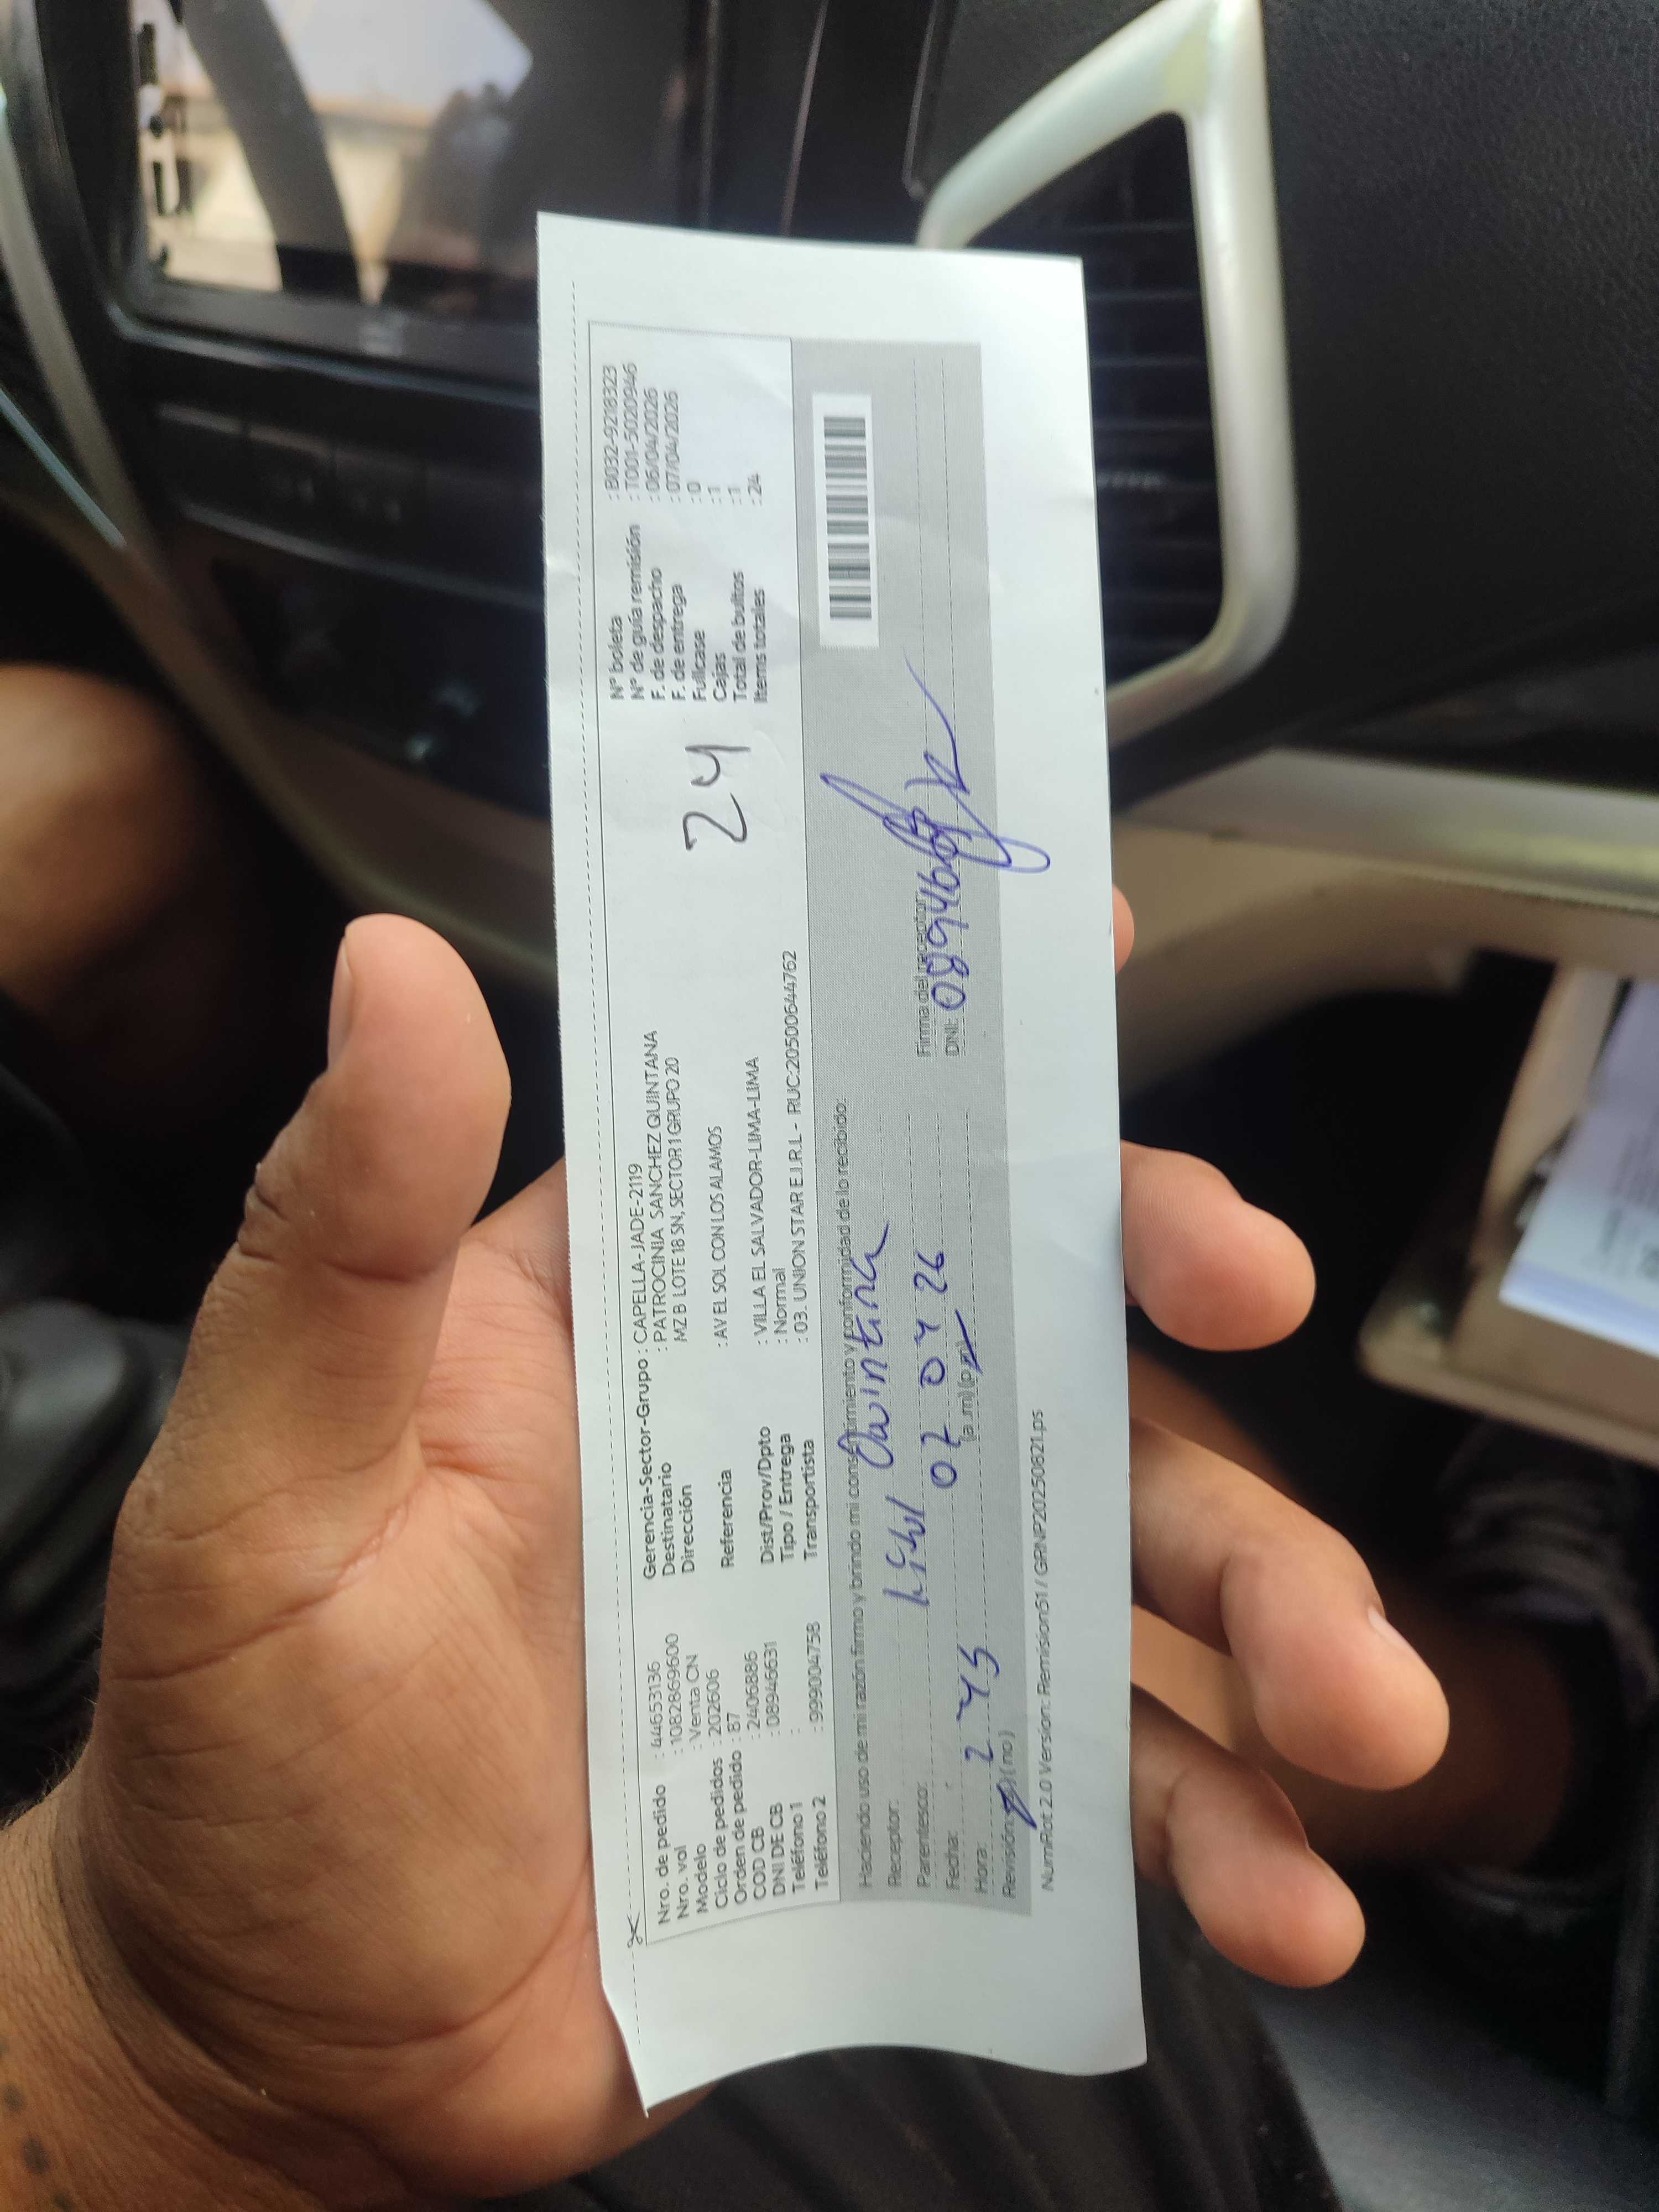 Nro. de pedido : 44653136
Nro. vol : 1082869600
Modelo : Venta CN
Ciclo de pedidos : 202606
Orden de pedido : 87
COD CB : 2406886
DNI DE CB : 08946631
Teléfono 1 :
Teléfono 2 : 999904758
Gerencia-Sector-Grupo : CAPELLA-JADE-2119
Destinatario : PATROCINIA SANCHEZ QUINTANA
Dirección MZ B LOTE 18 SN, SECTOR 1 GRUPO 20
Referencia : AV EL SOL CON LOS ALAMOS
Dist/Prov/Dpto : VILLA EL SALVADOR-LIMA-LIMA
Tipo / Entrega : Normal
Transportista : 03. UNION STAR E.I.R.L - RUC:20500644762
24
N° boleta : B032-9218323
N° de guía remisión : T001-5020946
F. de despacho : 06/04/2026
F. de entrega : 07/04/2026
Fullcase : 0
Cajas : 1
Total de bultos : 1
Items totales : 24
Haciendo uso de mi razón firmo y brindo mi consentimiento y conformidad de lo recibido:
Receptor: Quintina
Parentesco:
Fecha: 07 04 26
Hora: 2 45 (a.m) (p.m)
Revisión (si) (no)
Firma del receptor
DNI: 089466
NumRot 2.0 Version: Remision51 / GRNP20250821.ps